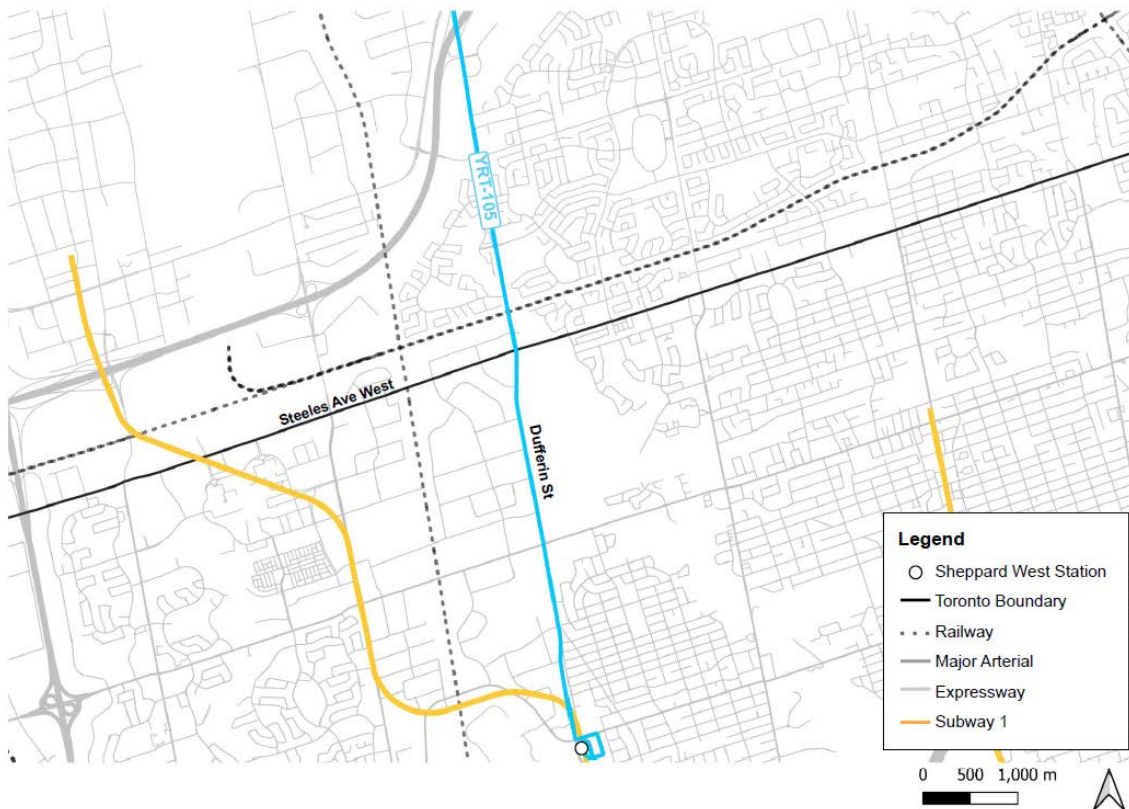 YRT-105
Steeles Ave West
Dufferin St
Legend
Sheppard West Station
Toronto Boundary
Railway
Major Arterial
Expressway
Subway 1
0 500 1,000 m